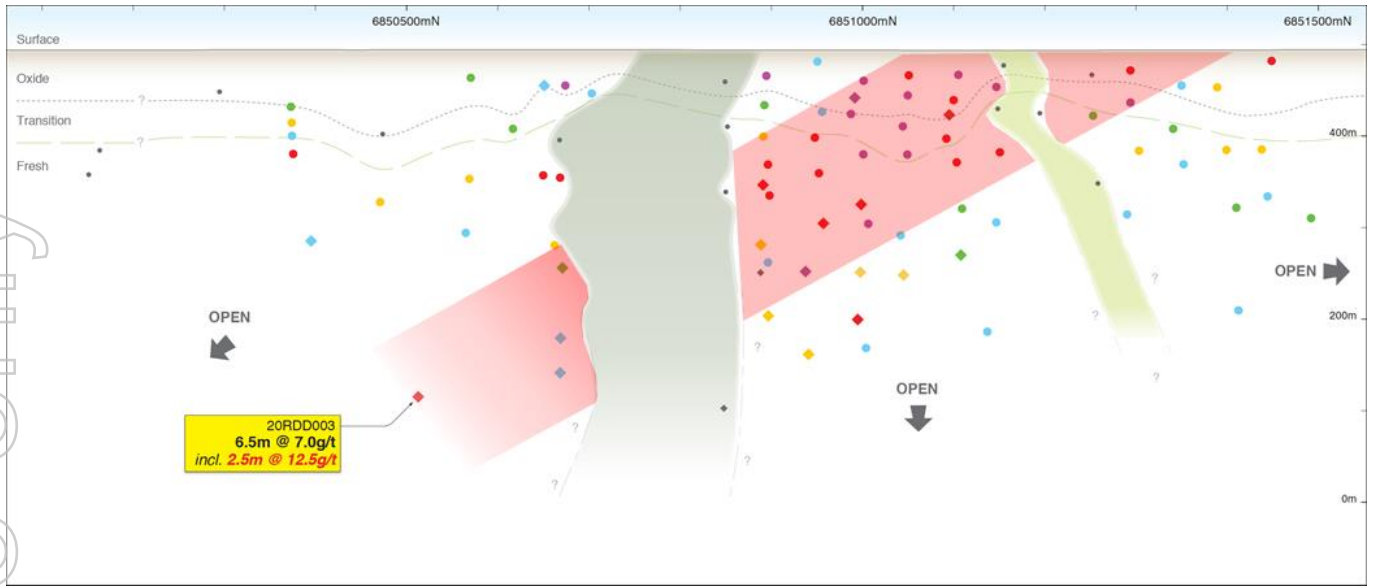 6850500mN
6851000mN
6851500mN
Surface
Oxide
?
Transition
?
400m
Fresh
OPEN
?
OPEN
?
200m
?
?
OPEN
20RDD003
6.5m @ 7.0g/t
incl. 2.5m @ 12.5g/t
?
?
?
0m